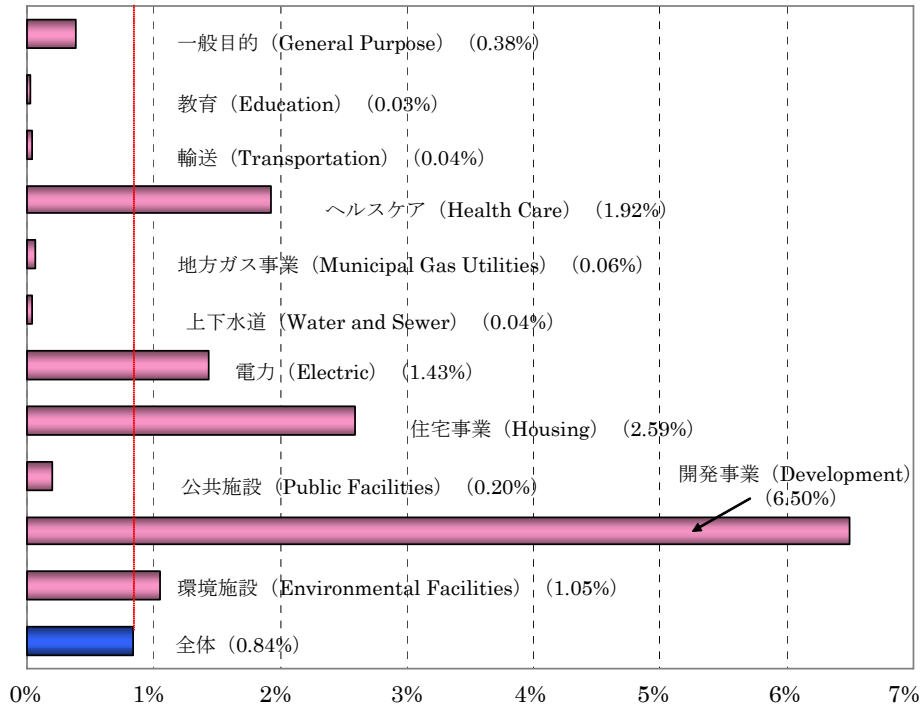 一般目的（General Purpose）（0.38%）
教育（Education）（0.03%）
輸送（Transportation）（0.04%）
ヘルスケア（Health Care）（1.92%）
地方ガス事業（Municipal Gas Utilities）（0.06%）
上下水道（Water and Sewer）（0.04%）
電力（Electric）（1.43%）
住宅事業（Housing）（2.59%）
公共施設（Public Facilities）（0.20%）
開発事業（Development）
（6.50%）
環境施設（Environmental Facilities）（1.05%）
全体（0.84%）
0% 1% 2% 3% 4% 5% 6% 7%